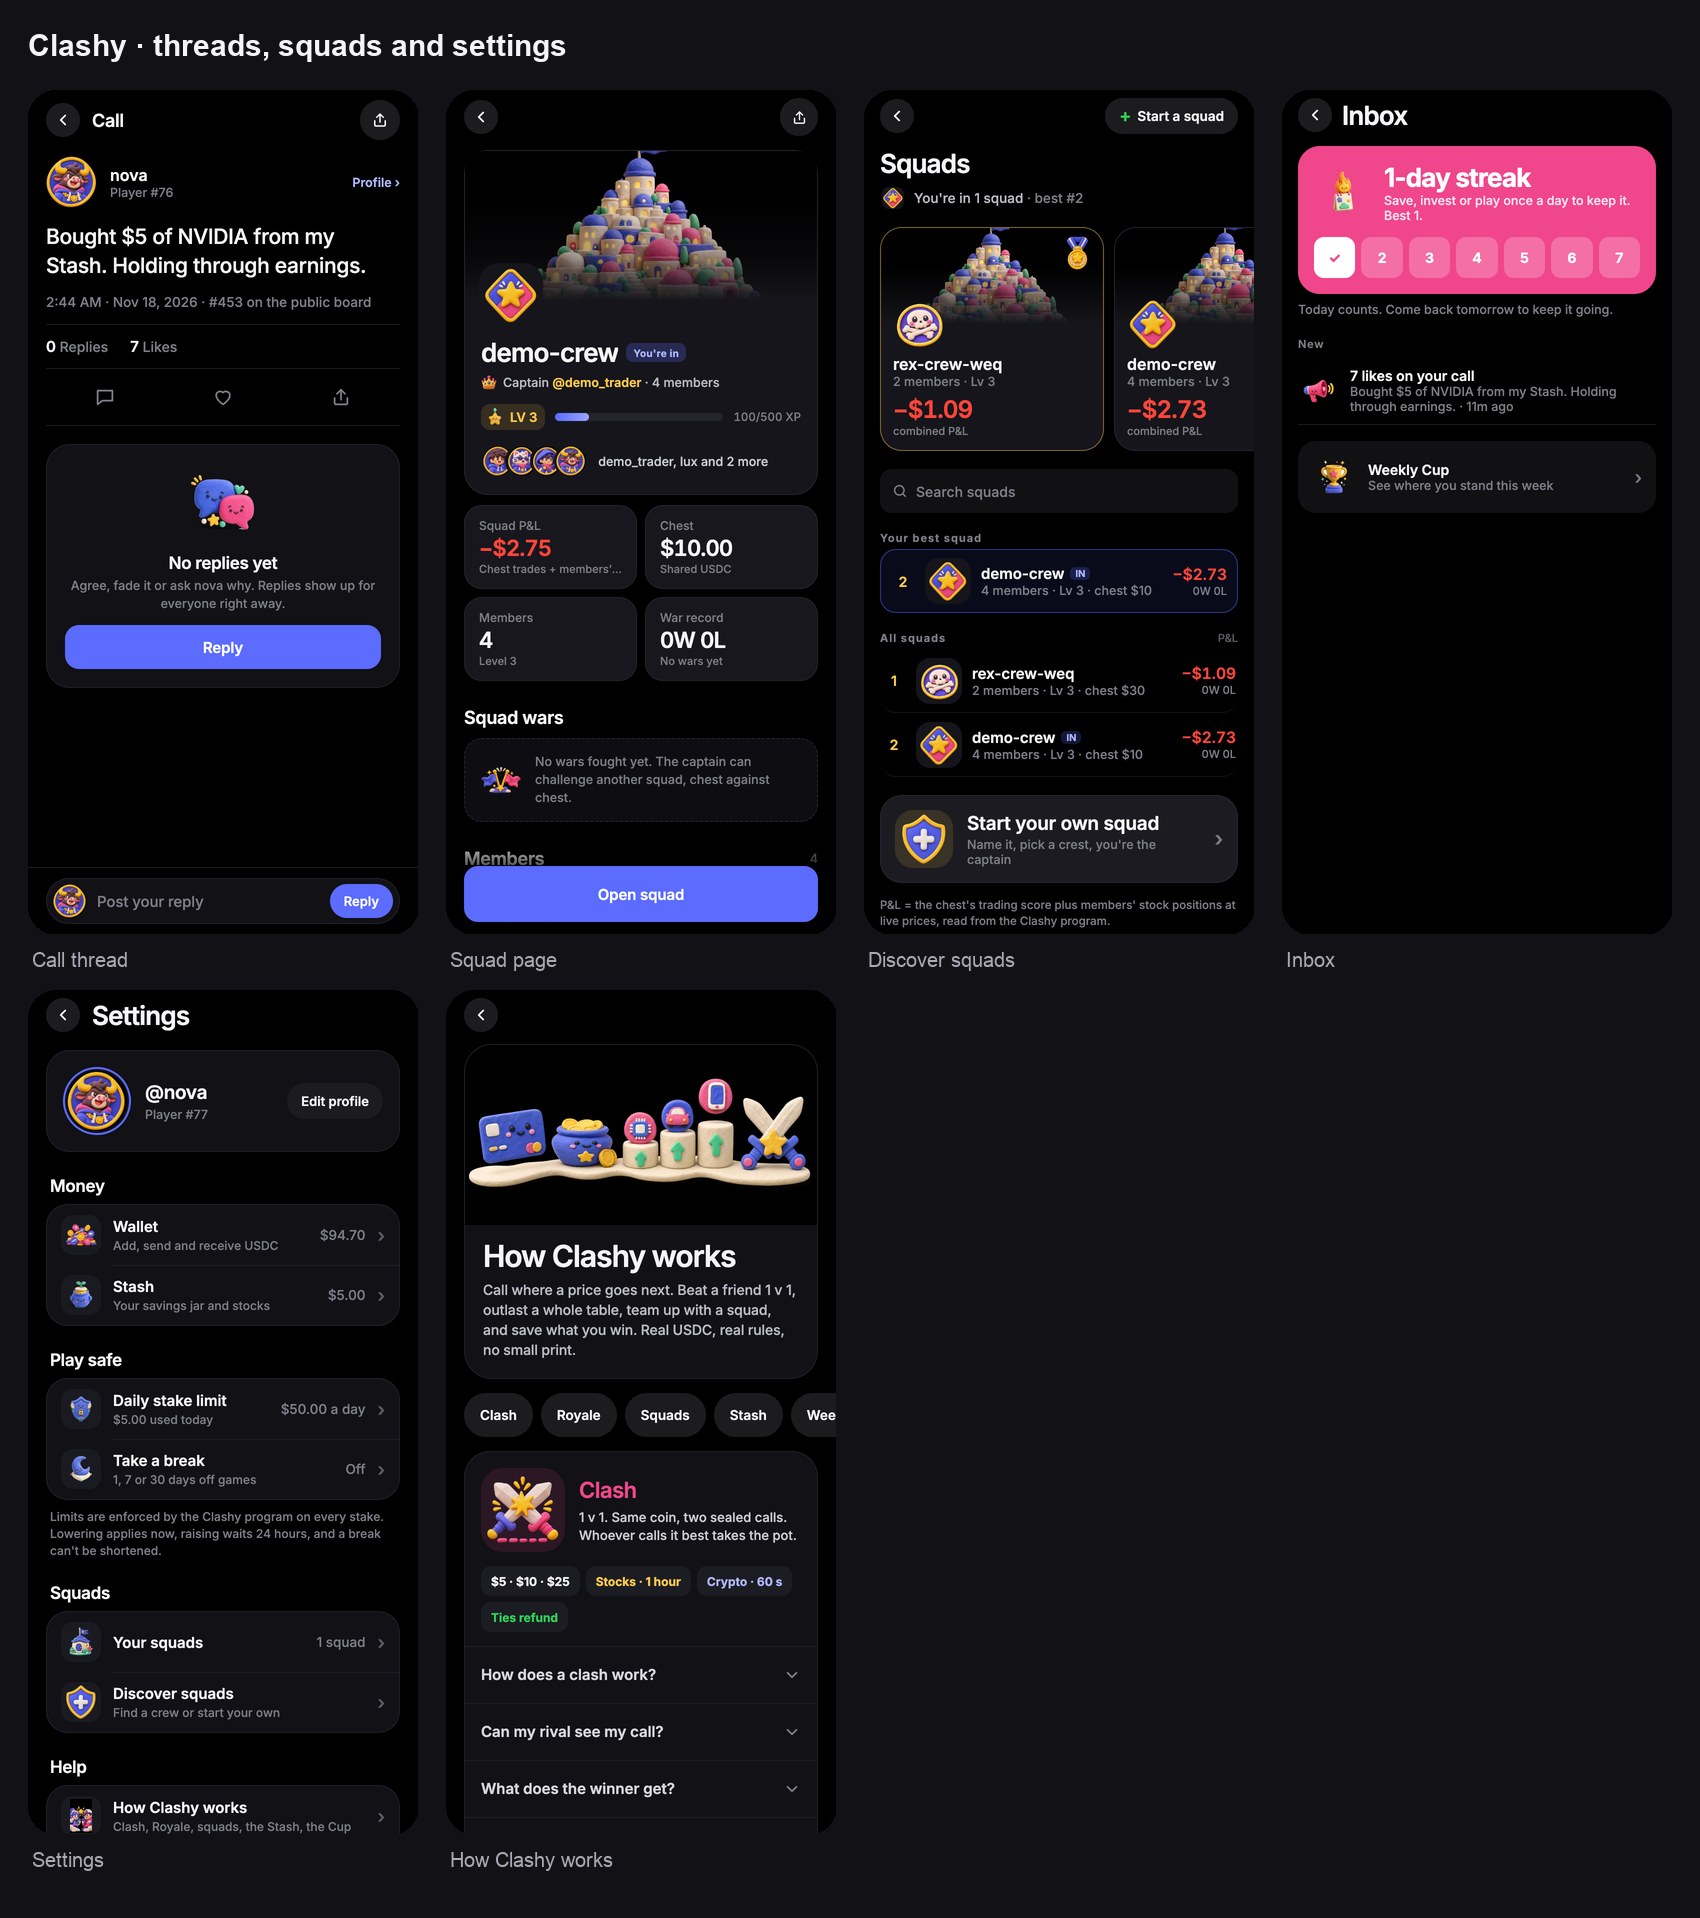 Clashy · threads, squads and settings
Call
nova
Player #76
Profile ›
Bought $5 of NVIDIA from my
Stash. Holding through earnings.
2:44 AM · Nov 18, 2026 · #453 on the public board
0 Replies 7 Likes
No replies yet
Agree, fade it or ask nova why. Replies show up for
everyone right away.
Reply
Post your reply
Reply
Call thread
demo-crew You're in
Captain @demo_trader · 4 members
LV 3
100/500 XP
demo_trader, lux and 2 more
Squad P&L
−$2.75
Chest trades + members'...
Chest
$10.00
Shared USDC
Members
4
Level 3
War record
0W 0L
No wars yet
Squad wars
No wars fought yet. The captain can
challenge another squad, chest against
chest.
Members 4
Open squad
Squad page
+ Start a squad
Squads
You're in 1 squad · best #2
rex-crew-weq
2 members · Lv 3
−$1.09
combined P&L
demo-crew
4 members · Lv 3
−$2.73
combined P&L
Search squads
Your best squad
2
demo-crew IN
4 members · Lv 3 · chest $10
−$2.73
0W 0L
All squads P&L
1
rex-crew-weq
2 members · Lv 3 · chest $30
−$1.09
0W 0L
2
demo-crew IN
4 members · Lv 3 · chest $10
−$2.73
0W 0L
Start your own squad
Name it, pick a crest, you're the
captain
P&L = the chest's trading score plus members' stock positions at
live prices, read from the Clashy program.
Discover squads
Inbox
1-day streak
Save, invest or play once a day to keep it.
Best 1.
2 3 4 5 6 7
Today counts. Come back tomorrow to keep it going.
New
7 likes on your call
Bought $5 of NVIDIA from my Stash. Holding
through earnings. · 11m ago
Weekly Cup
See where you stand this week
Inbox
Settings
@nova
Player #77
Edit profile
Money
Wallet
Add, send and receive USDC
$94.70
Stash
Your savings jar and stocks
$5.00
Play safe
Daily stake limit
$5.00 used today
$50.00 a day
Take a break
1, 7 or 30 days off games
Off
Limits are enforced by the Clashy program on every stake.
Lowering applies now, raising waits 24 hours, and a break
can't be shortened.
Squads
Your squads
1 squad
Discover squads
Find a crew or start your own
Help
How Clashy works
Clash, Royale, squads, the Stash, the Cup
Settings
How Clashy works
Call where a price goes next. Beat a friend 1 v 1,
outlast a whole table, team up with a squad,
and save what you win. Real USDC, real rules,
no small print.
Clash Royale Squads Stash Wee
Clash
1 v 1. Same coin, two sealed calls.
Whoever calls it best takes the pot.
$5 · $10 · $25 Stocks · 1 hour Crypto · 60 s
Ties refund
How does a clash work?
Can my rival see my call?
What does the winner get?
How Clashy works